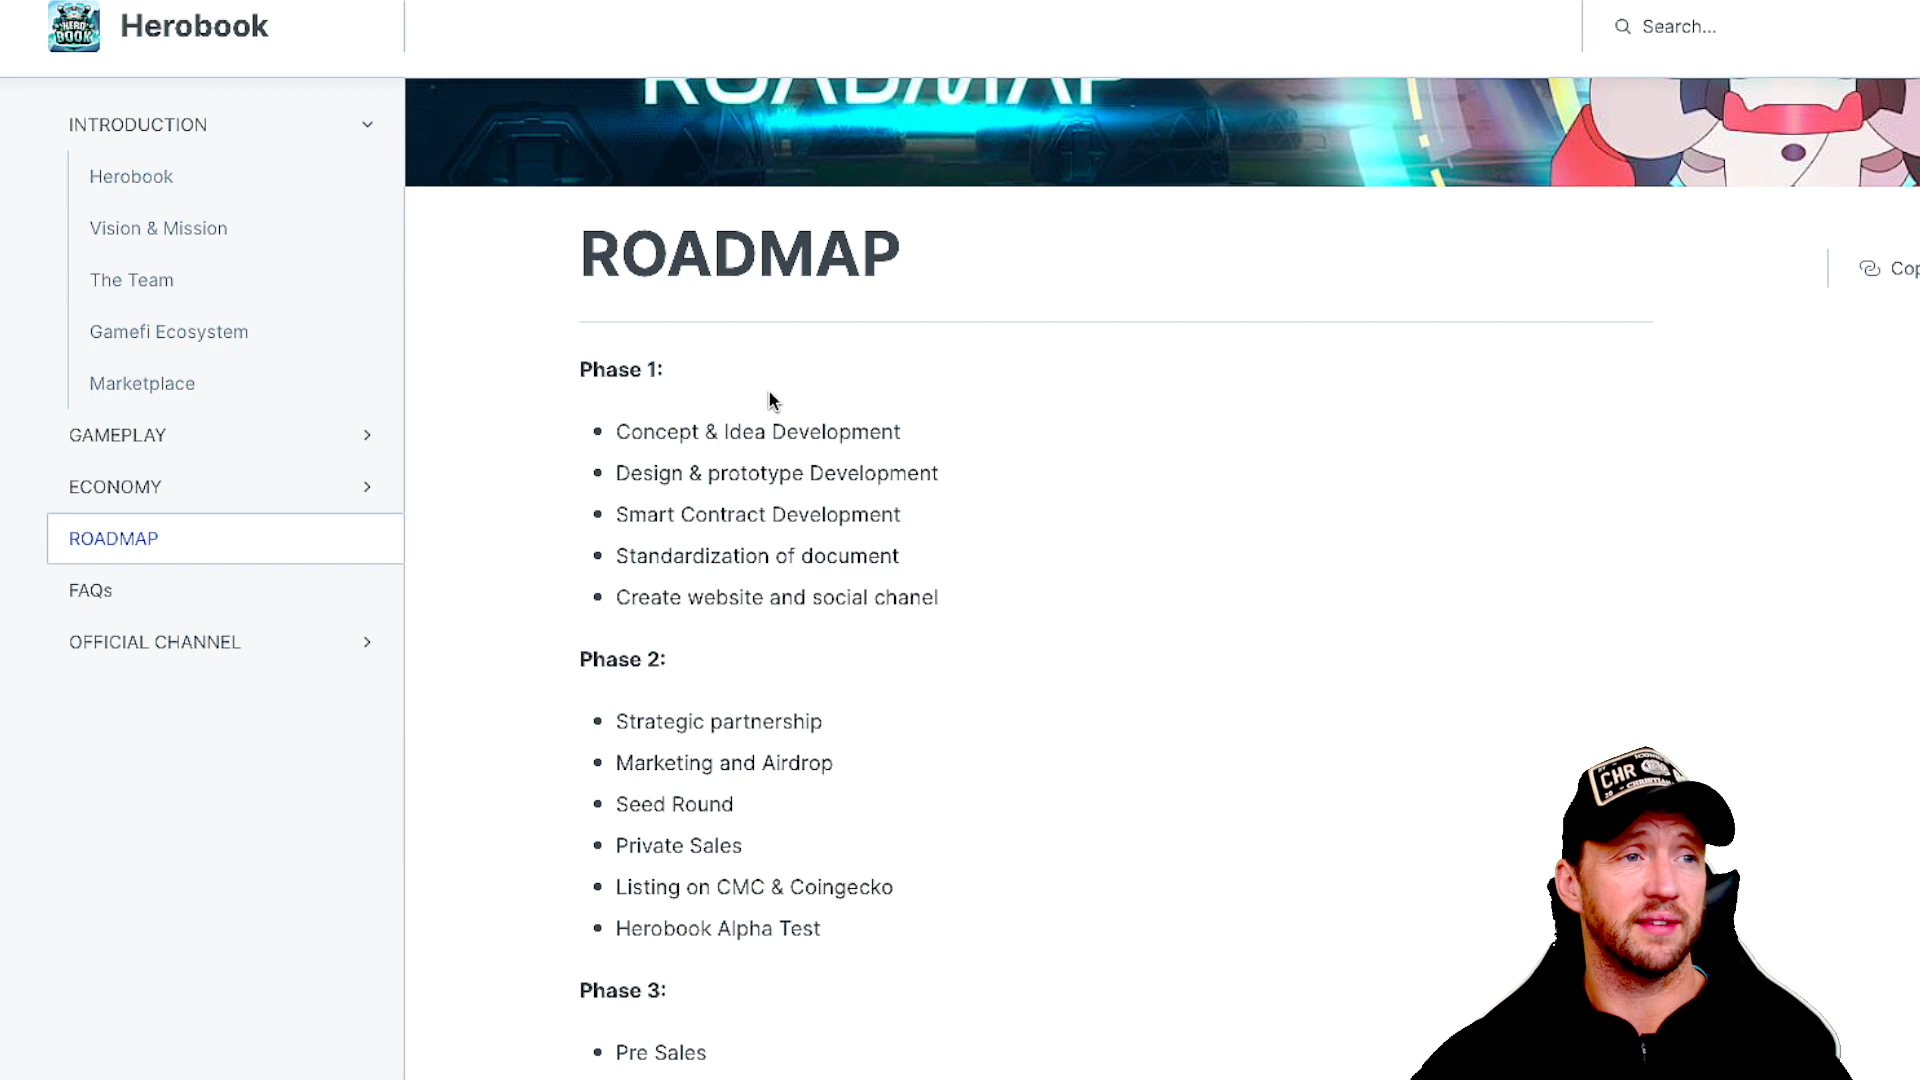 HERO
BOOK
Herobook
Search...
ROADMAP
INTRODUCTION
Herobook
Vision & Mission
The Team
Gamefi Ecosystem
Marketplace
GAMEPLAY
ECONOMY
ROADMAP
FAQs
OFFICIAL CHANNEL
ROADMAP
Cop
Phase 1:
Concept & Idea Development
Design & prototype Development
Smart Contract Development
Standardization of document
Create website and social chanel
Phase 2:
Strategic partnership
Marketing and Airdrop
Seed Round
Private Sales
Listing on CMC & Coingecko
Herobook Alpha Test
Phase 3:
Pre Sales
CHR